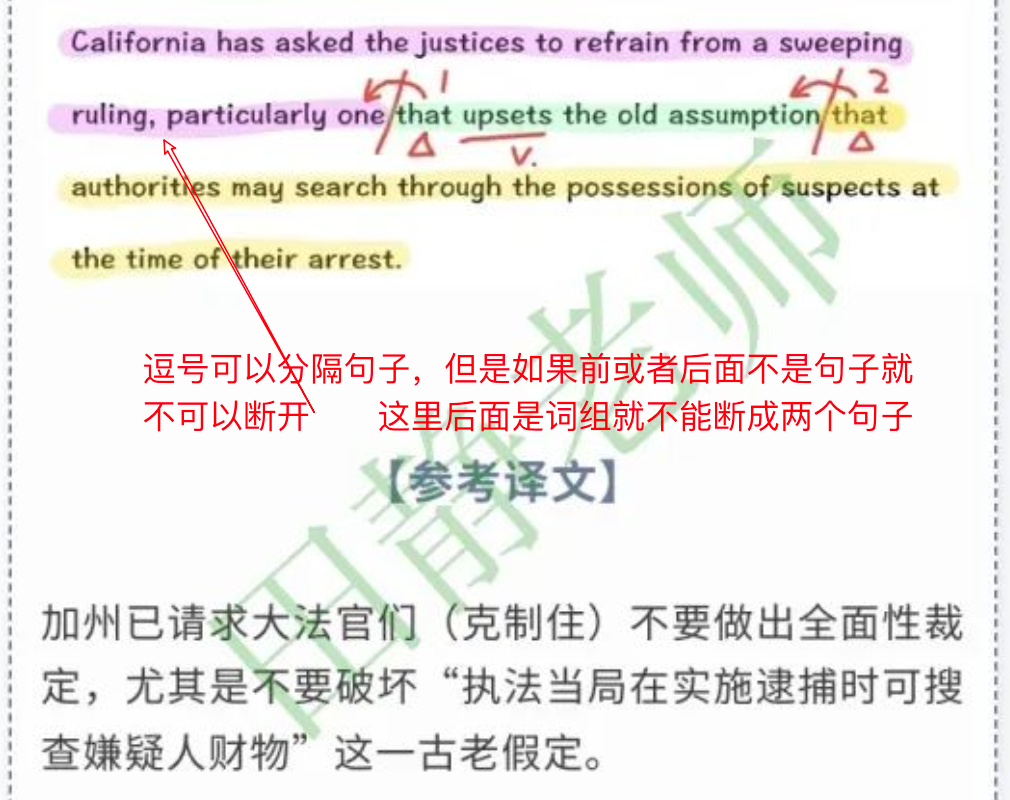 California has asked the justices to refrain from a sweeping
1 2
ruling, particularly one that upsets the old assumption that
Δ v. Δ
authorities may search through the possessions of suspects at
the time of their arrest.
逗号可以分隔句子，但是如果前或者后面不是句子就
不可以断开 这里后面是词组就不能断成两个句子
【参考译文】
加州已请求大法官们（克制住）不要做出全面性裁
定，尤其是不要破坏“执法当局在实施逮捕时可搜
查嫌疑人财物”这一古老假定。
田静老师